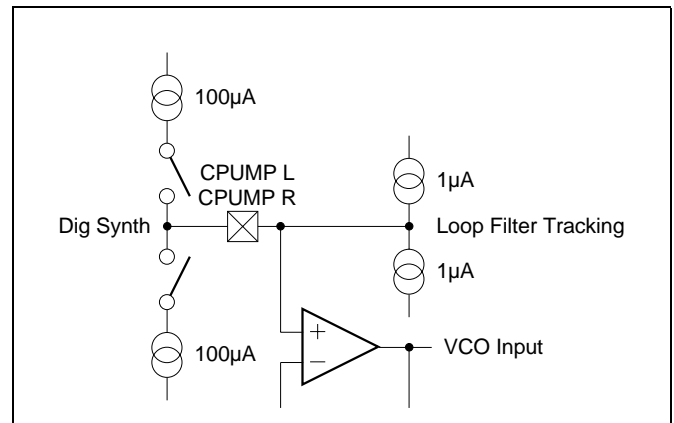 100µA
CPUMP L
CPUMP R
1µA
Dig Synth
Loop Filter Tracking
1µA
+
−
VCO Input
100µA